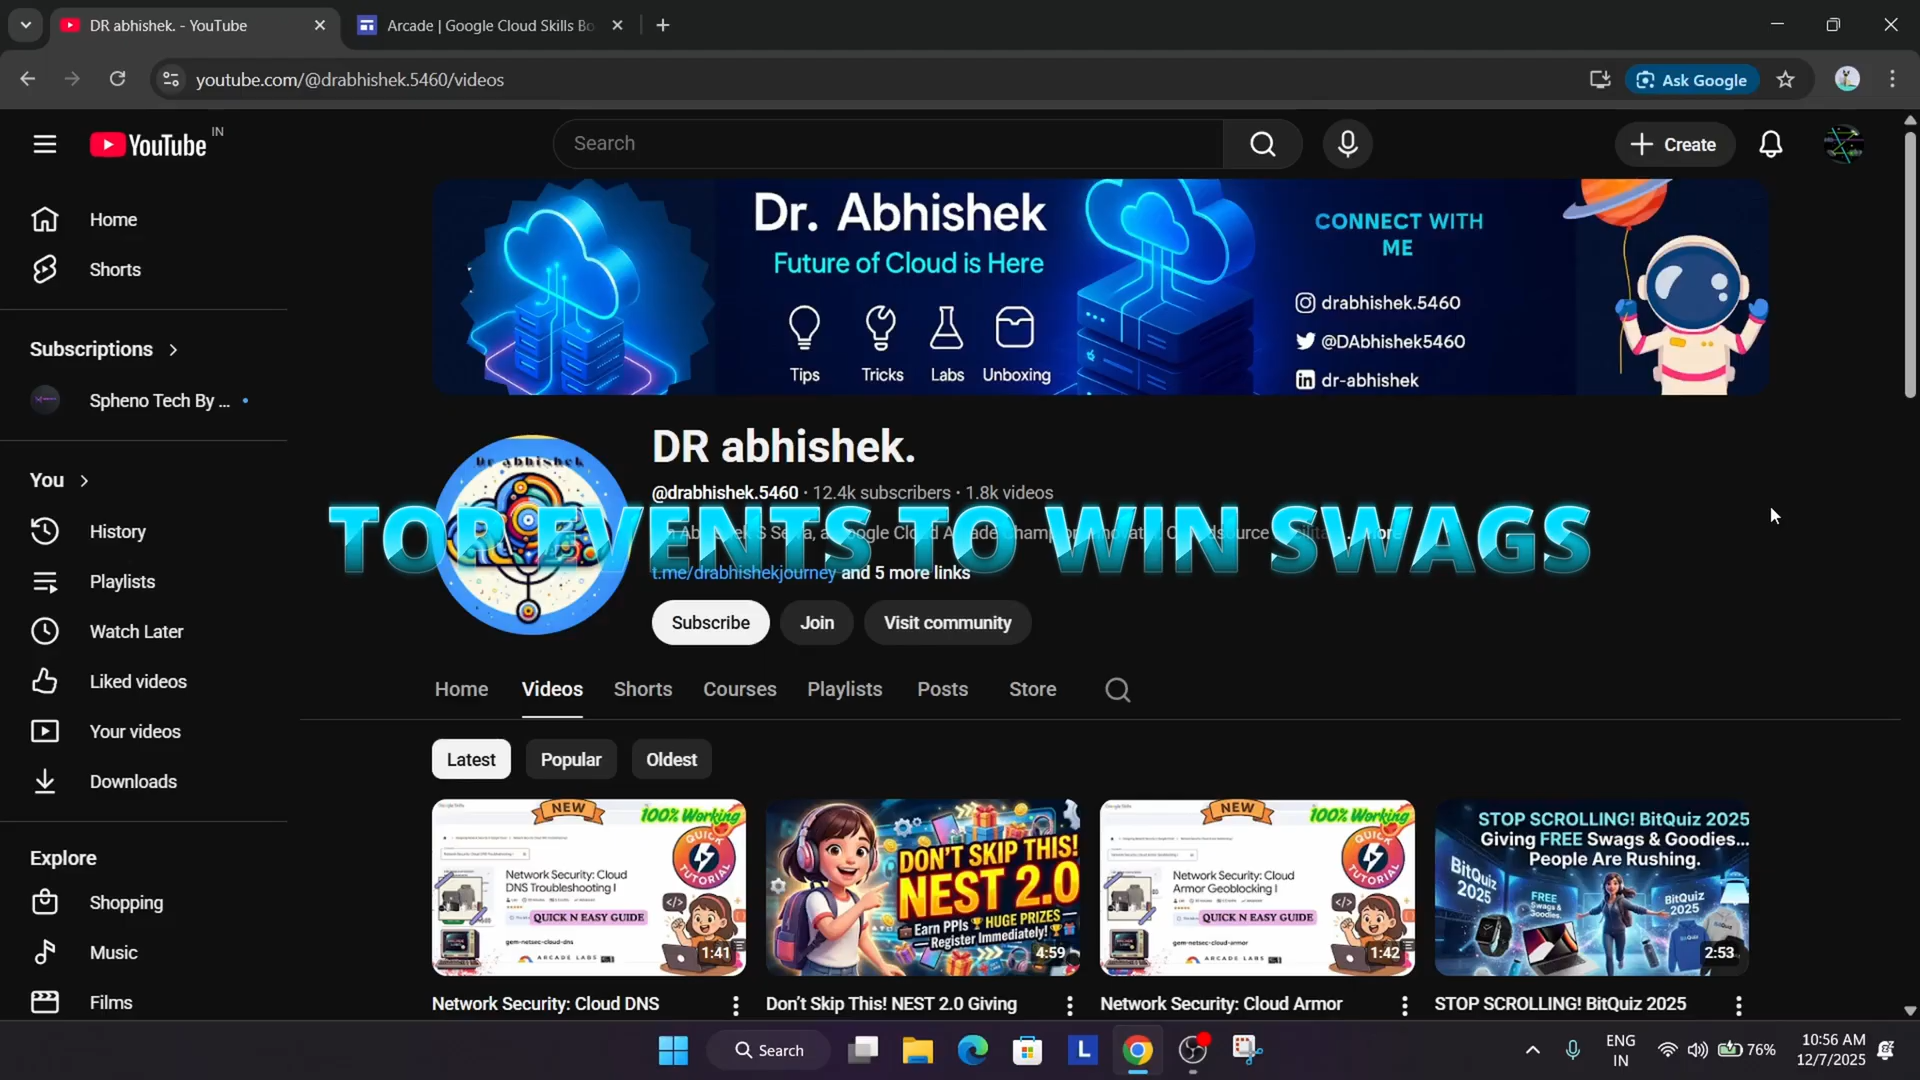 DR abhishek. - YouTube
Arcade | Google Cloud Skills Bo
youtube.com/@drabhishek.5460/videos
Ask Google
YouTube IN
Search
Create
Home
Shorts
Subscriptions
Spheno Tech By ...
You
History
Playlists
Watch Later
Liked videos
Your videos
Downloads
Explore
Shopping
Music
Films
Dr. Abhishek
Future of Cloud is Here
Tips Tricks Labs Unboxing
CONNECT WITH
ME
drabhishek.5460
@DAbhishek5460
dr-abhishek
Dr abhishek
DR abhishek.
@drabhishek.5460 · 12.4k subscribers · 1.8k videos
TOP EVENTS TO WIN SWAGS
t.me/drabhishekjourney and 5 more links
Subscribe
Join
Visit community
Home Videos Shorts Courses Playlists Posts Store
Latest Popular Oldest
NEW
100% Working
QUICK
TUTORIAL
Network Security: Cloud
DNS Troubleshooting I
QUICK N EASY GUIDE
gem-netsec-cloud-dns
ARCADE LABS
1:41
Network Security: Cloud DNS
DON'T SKIP THIS!
NEST 2.0
Earn PPIs HUGE PRIZES
Register Immediately!
4:59
Don't Skip This! NEST 2.0 Giving
NEW
100% Working
QUICK
TUTORIAL
Network Security: Cloud
Armor Geoblocking I
QUICK N EASY GUIDE
gem-netsec-cloud-armor
ARCADE LABS
1:42
Network Security: Cloud Armor
STOP SCROLLING! BitQuiz 2025
Giving FREE Swags & Goodies...
People Are Rushing.
BitQuiz
2025
FREE
Swags &
Goodies
BitQuiz
2025
2:53
STOP SCROLLING! BitQuiz 2025
Search
ENG
IN
76%
10:56 AM
12/7/2025